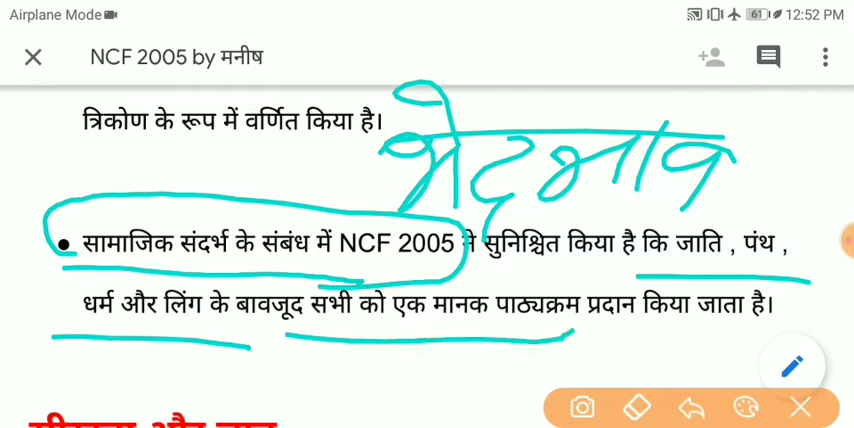 Airplane Mode 61 12:52 PM
NCF 2005 by मनीष
त्रिकोण के रूप में वर्णित किया है।
भेदभाव
• सामाजिक संदर्भ के संबंध में NCF 2005 ने सुनिश्चित किया है कि जाति , पंथ ,
धर्म और लिंग के बावजूद सभी को एक मानक पाठ्यक्रम प्रदान किया जाता है।